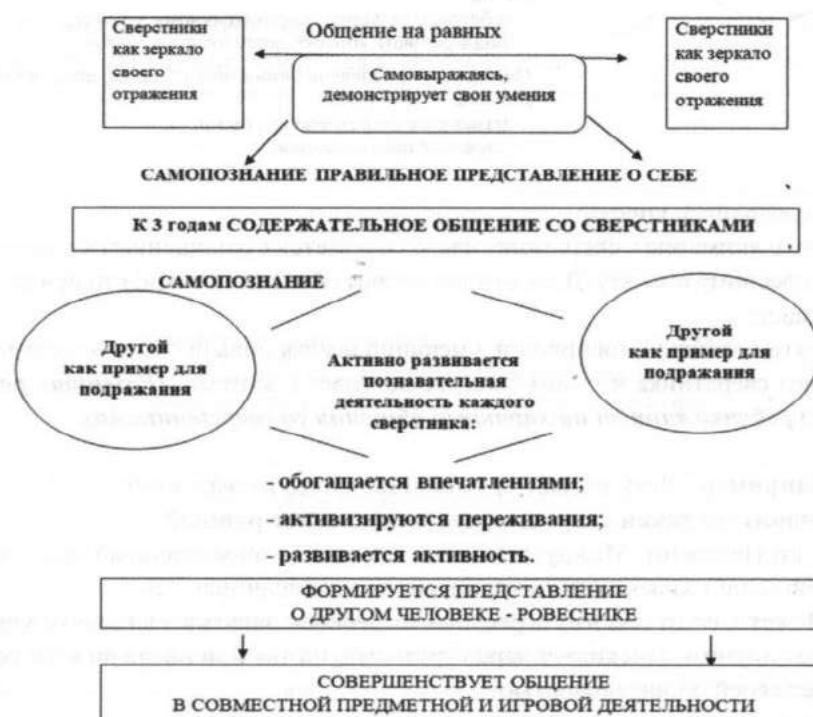 Сверстники
как зеркало
своего
отражения
Общение на равных
Самовыражаясь,
демонстрирует свои умения
Сверстники
как зеркало
своего
отражения
САМОПОЗНАНИЕ ПРАВИЛЬНОЕ ПРЕДСТАВЛЕНИЕ О СЕБЕ
К 3 годам СОДЕРЖАТЕЛЬНОЕ ОБЩЕНИЕ СО СВЕРСТНИКАМИ
САМОПОЗНАНИЕ
Другой
как пример для
подражания
Активно развивается
познавательная
деятельность каждого
сверстника:
Другой
как пример для
подражания
- обогащается впечатлениями;
- активизируются переживания;
- развивается активность.
ФОРМИРУЕТСЯ ПРЕДСТАВЛЕНИЕ
О ДРУГОМ ЧЕЛОВЕКЕ - РОВЕСНИКЕ
СОВЕРШЕНСТВУЕТ ОБЩЕНИЕ
В СОВМЕСТНОЙ ПРЕДМЕТНОЙ И ИГРОВОЙ ДЕЯТЕЛЬНОСТИ